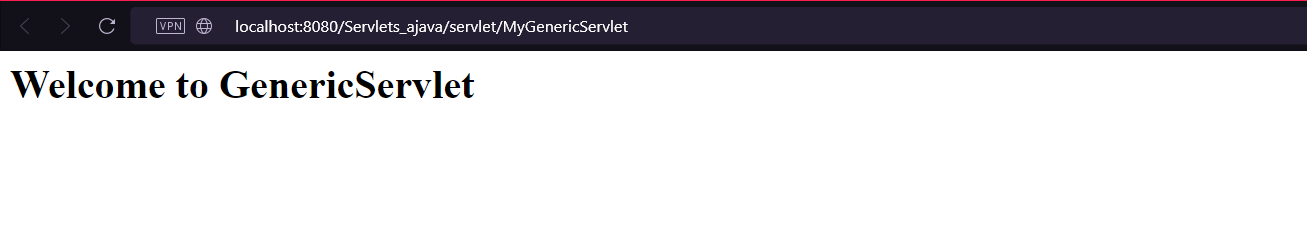 VPN localhost:8080/Servlets_ajava/servlet/MyGenericServlet
Welcome to GenericServlet